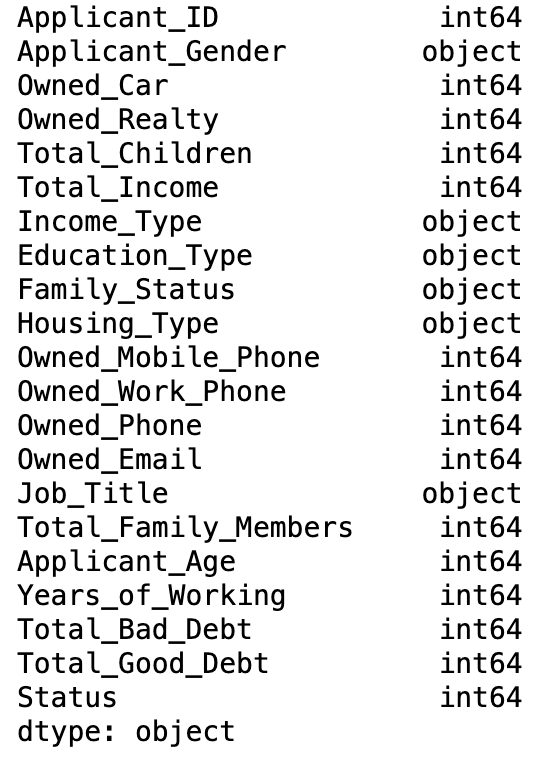 Applicant_ID int64
Applicant_Gender object
Owned_Car int64
Owned_Realty int64
Total_Children int64
Total_Income int64
Income_Type object
Education_Type object
Family_Status object
Housing_Type object
Owned_Mobile_Phone int64
Owned_Work_Phone int64
Owned_Phone int64
Owned_Email int64
Job_Title object
Total_Family_Members int64
Applicant_Age int64
Years_of_Working int64
Total_Bad_Debt int64
Total_Good_Debt int64
Status int64
dtype: object